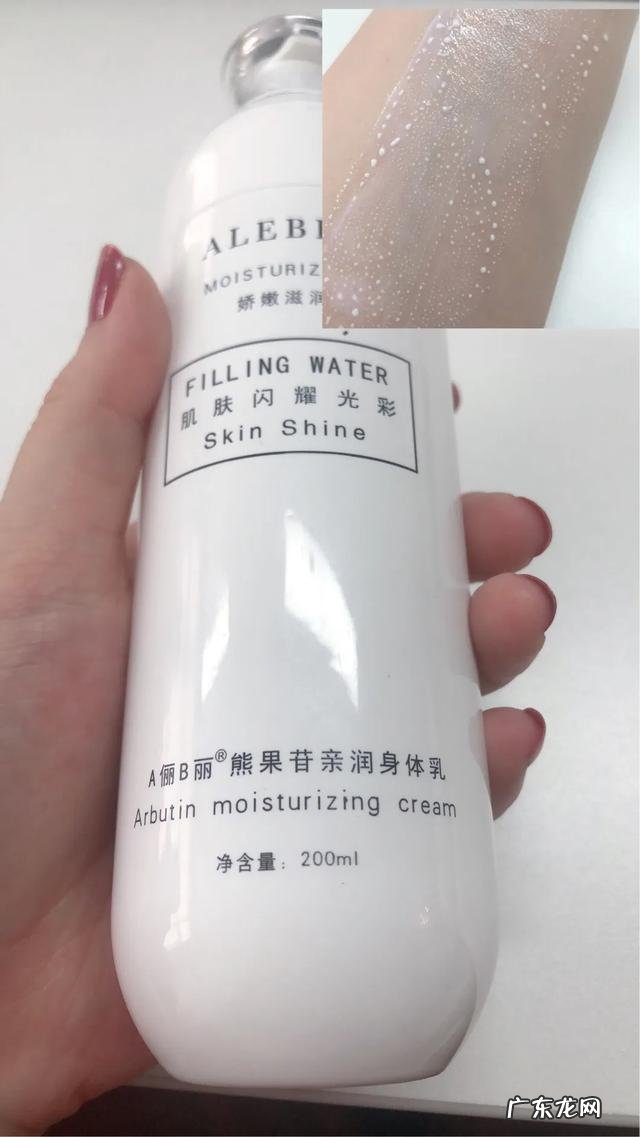 ALEB
MOISTURIZ
娇嫩滋润
FILLING WATER
肌肤闪耀光彩
Skin Shine
A俪B丽®熊果苷亲润身体乳
Arbutin moisturizing cream
净含量：200ml
广东龙网